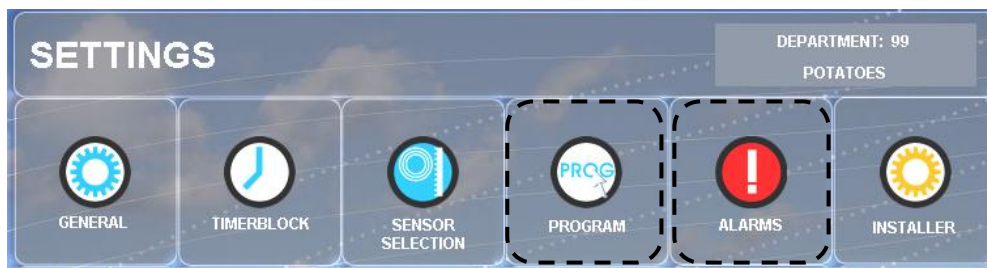 SETTINGS
DEPARTMENT: 99
POTATOES
PROG
GENERAL
TIMERBLOCK
SENSOR
SELECTION
PROGRAM
ALARMS
INSTALLER